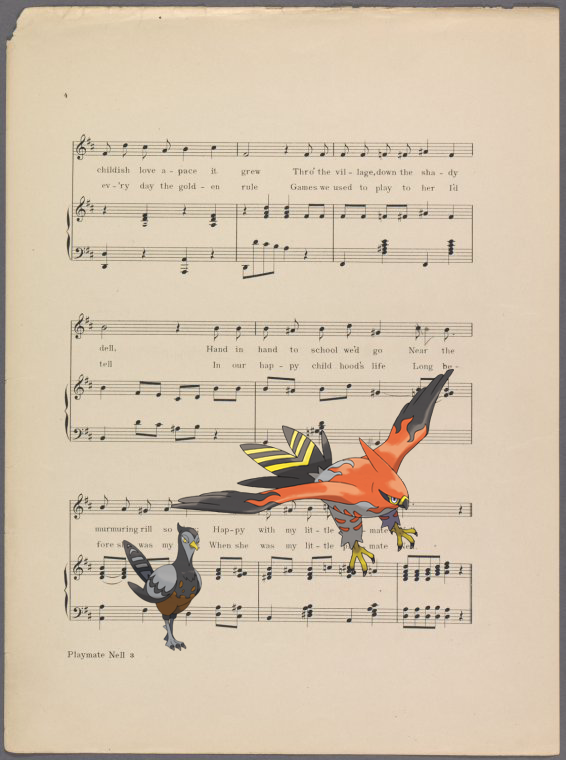 4
childish love a - pace it grew Thro' the vil - lage, down the sha - dy
ev - 'ry day the gold - en rule Games we used to play to her I'd
dell, Hand in hand to school we'd go Near the
tell In our hap - py child hood's life Long be -
murmuring rill so Hap - py with my lit - tle mate
fore she was my When she was my lit - tle mate
Playmate Nell 3